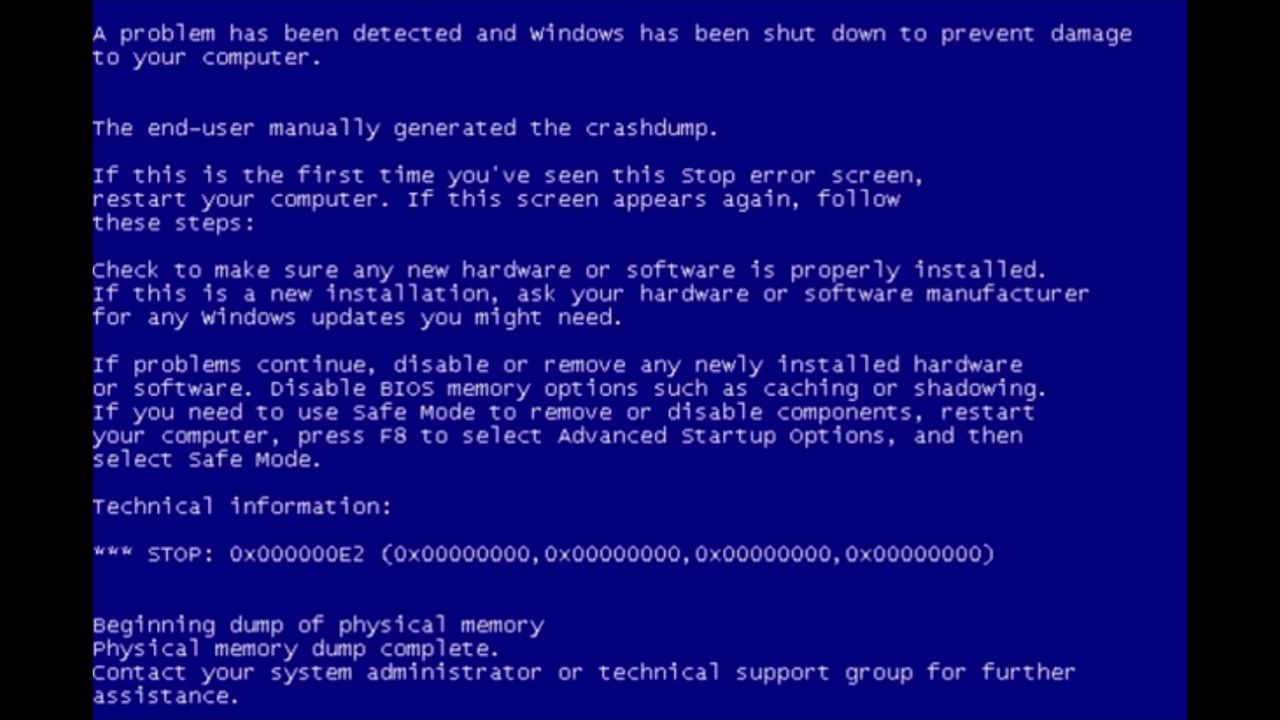 A problem has been detected and Windows has been shut down to prevent damage
to your computer.
The end-user manually generated the crashdump.
If this is the first time you've seen this Stop error screen,
restart your computer. If this screen appears again, follow
these steps:
Check to make sure any new hardware or software is properly installed.
If this is a new installation, ask your hardware or software manufacturer
for any Windows updates you might need.
If problems continue, disable or remove any newly installed hardware
or software. Disable BIOS memory options such as caching or shadowing.
If you need to use Safe Mode to remove or disable components, restart
your computer, press F8 to select Advanced Startup Options, and then
select Safe Mode.
Technical information:
*** STOP: 0x000000E2 (0x00000000,0x00000000,0x00000000,0x00000000)
Beginning dump of physical memory
Physical memory dump complete.
Contact your system administrator or technical support group for further
assistance.